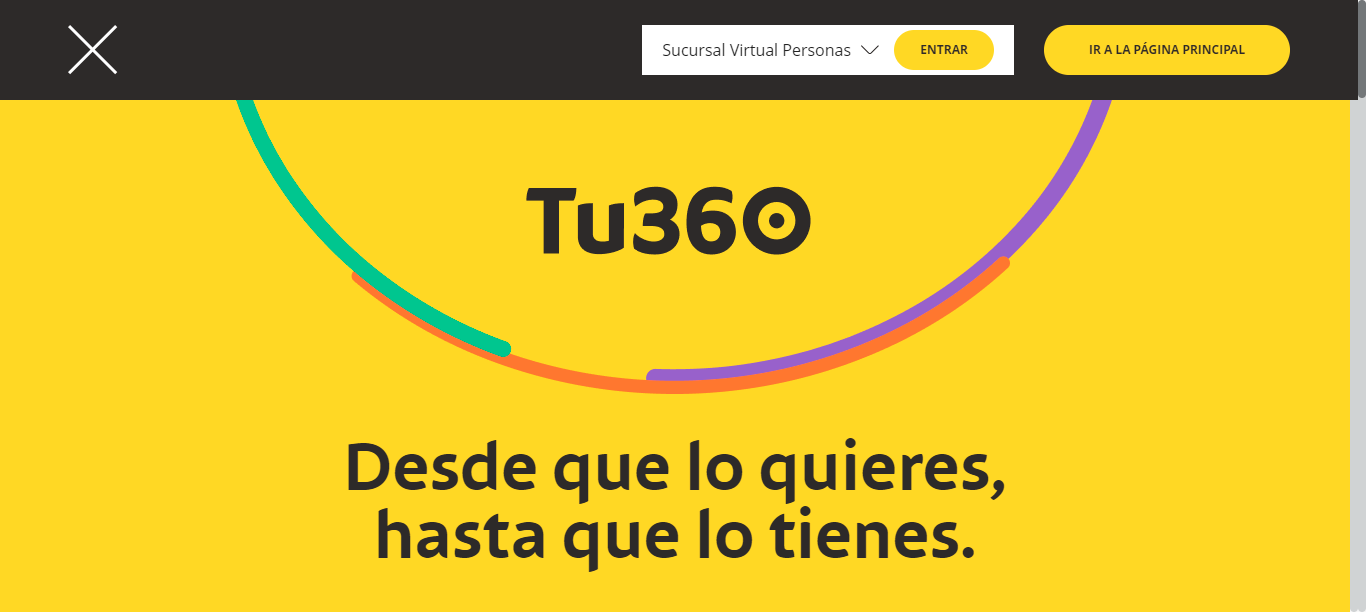 Sucursal Virtual Personas
ENTRAR
IR A LA PÁGINA PRINCIPAL
Tu360
Desde que lo quieres,
hasta que lo tienes.